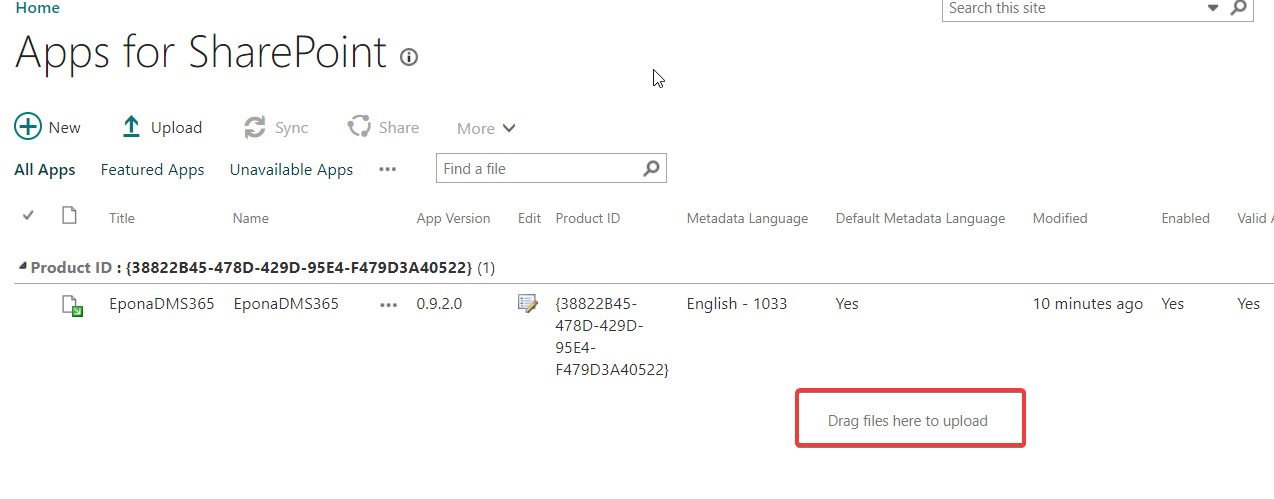 Home
Search this site
Apps for SharePoint
New Upload Sync Share More
All Apps Featured Apps Unavailable Apps ••• Find a file
Title Name App Version Edit Product ID Metadata Language Default Metadata Language Modified Enabled Valid A
Product ID : {38822B45-478D-429D-95E4-F479D3A40522} (1)
EponaDMS365 EponaDMS365 ••• 0.9.2.0 {38822B45- English - 1033 Yes 10 minutes ago Yes Yes
478D-429D-
95E4-
F479D3A40522}
Drag files here to upload